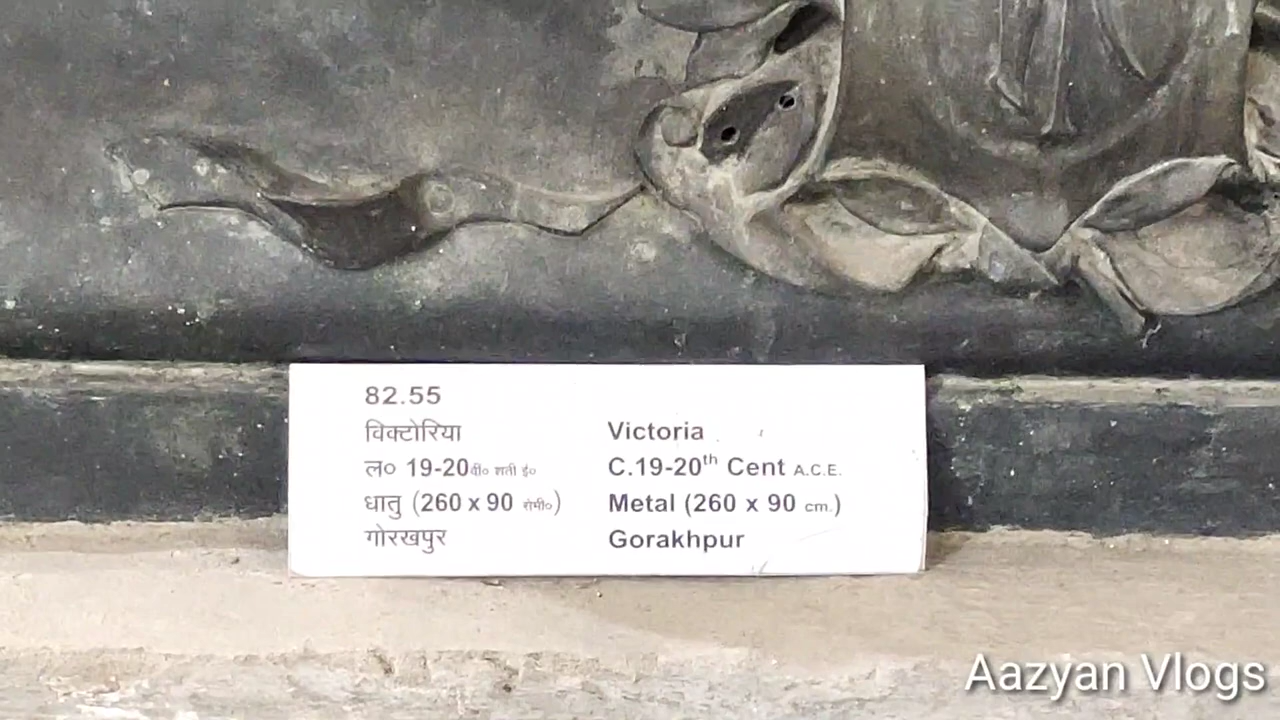 82.55
विक्टोरिया
ल० 19-20वी० शती ई०
धातु (260 x 90 सेमी०)
गोरखपुर
Victoria
C.19-20th Cent A.C.E.
Metal (260 x 90 cm.)
Gorakhpur
Aazyan Vlogs